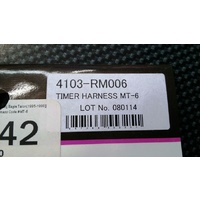 4103-RM006
TIMER HARNESS MT-6
LOT No. 080114
42